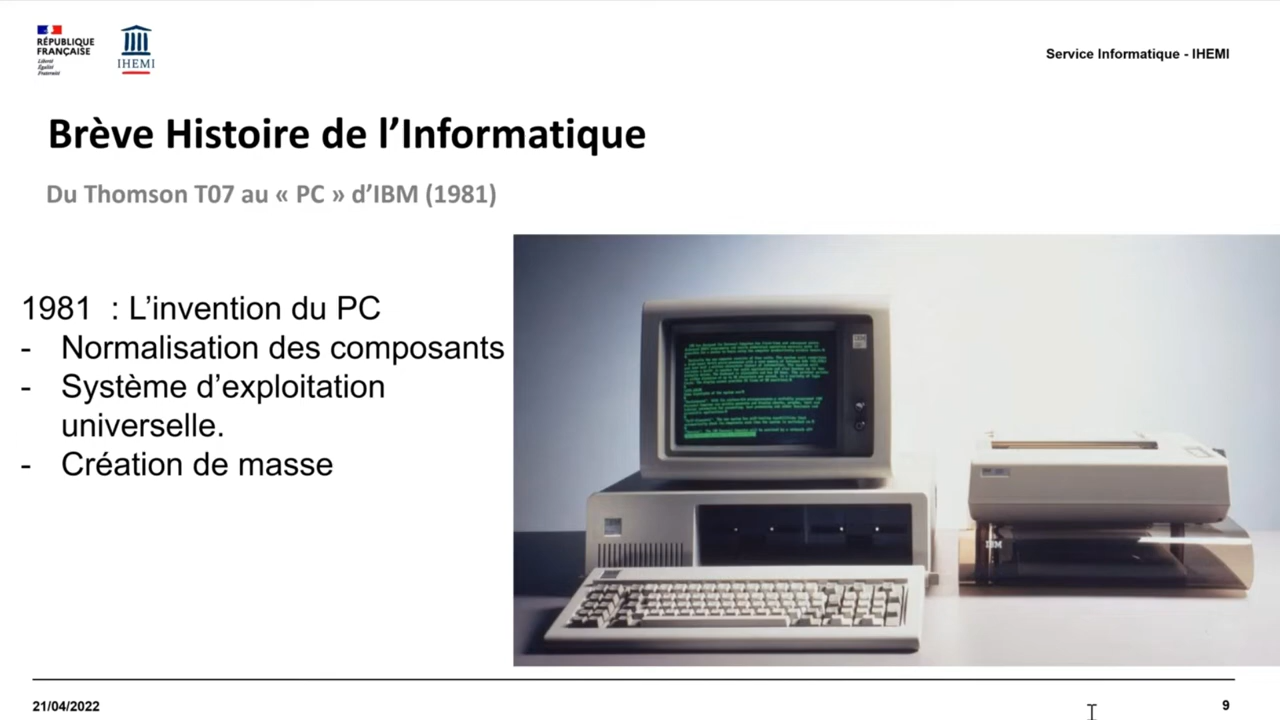 RÉPUBLIQUE
FRANÇAISE
Liberté
Égalité
Fraternité
IHEMI
Service Informatique - IHEMI
Brève Histoire de l’Informatique
Du Thomson T07 au « PC » d’IBM (1981)
1981 : L’invention du PC
- Normalisation des composants
- Système d’exploitation
universelle.
- Création de masse
IBM
21/04/2022
9